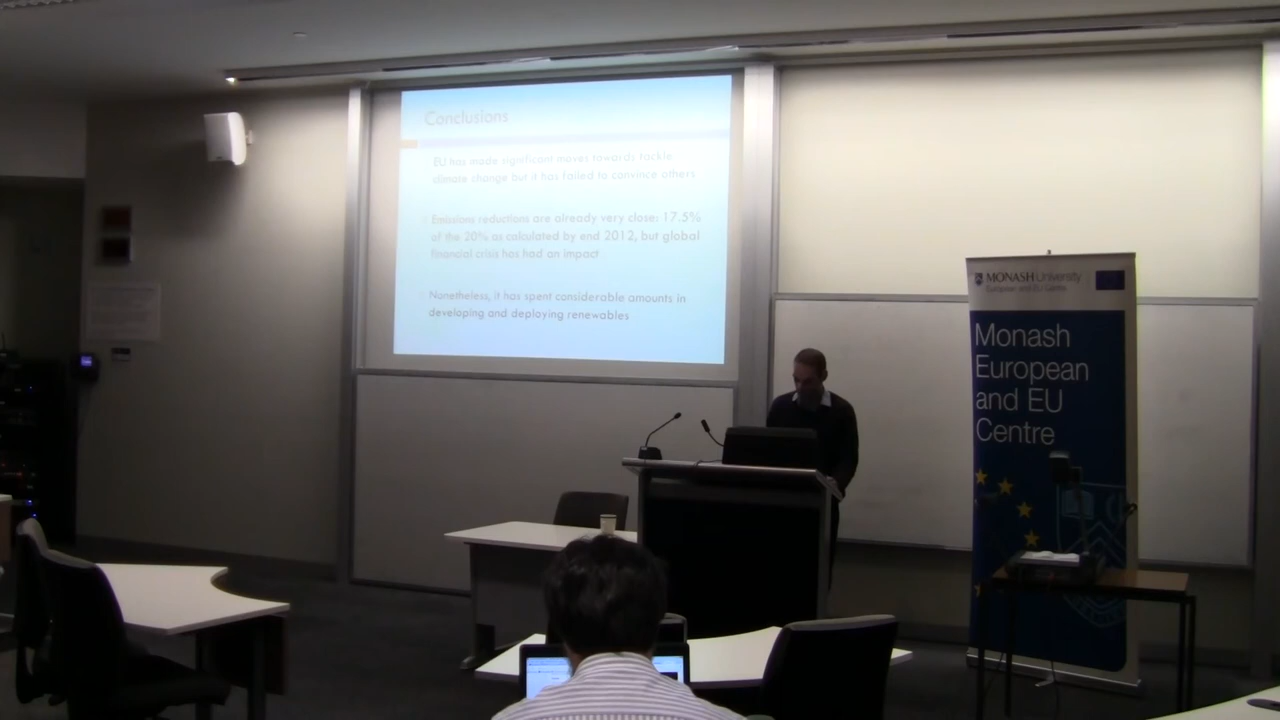 Conclusions
EU has made significant moves towards tackle
climate change but it has failed to convince others
Emissions reductions are already very close: 17.5%
of the 20% as calculated by end 2012, but global
financial crisis has had an impact
Nonetheless, it has spent considerable amounts in
developing and deploying renewables
MONASH University
European and EU Centre
Monash
European
and EU
Centre